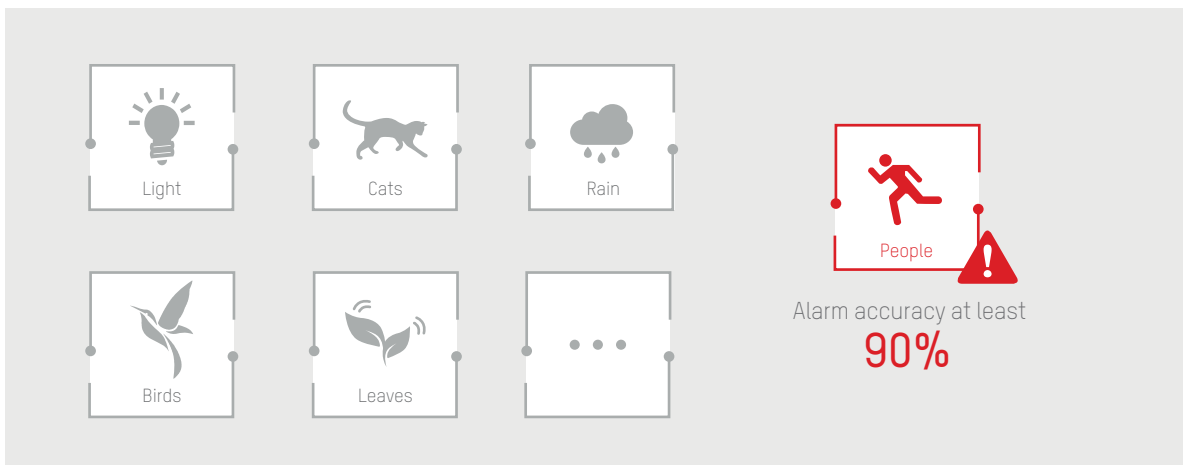 Light
Cats
Rain
People
Birds
Leaves
Alarm accuracy at least
90%